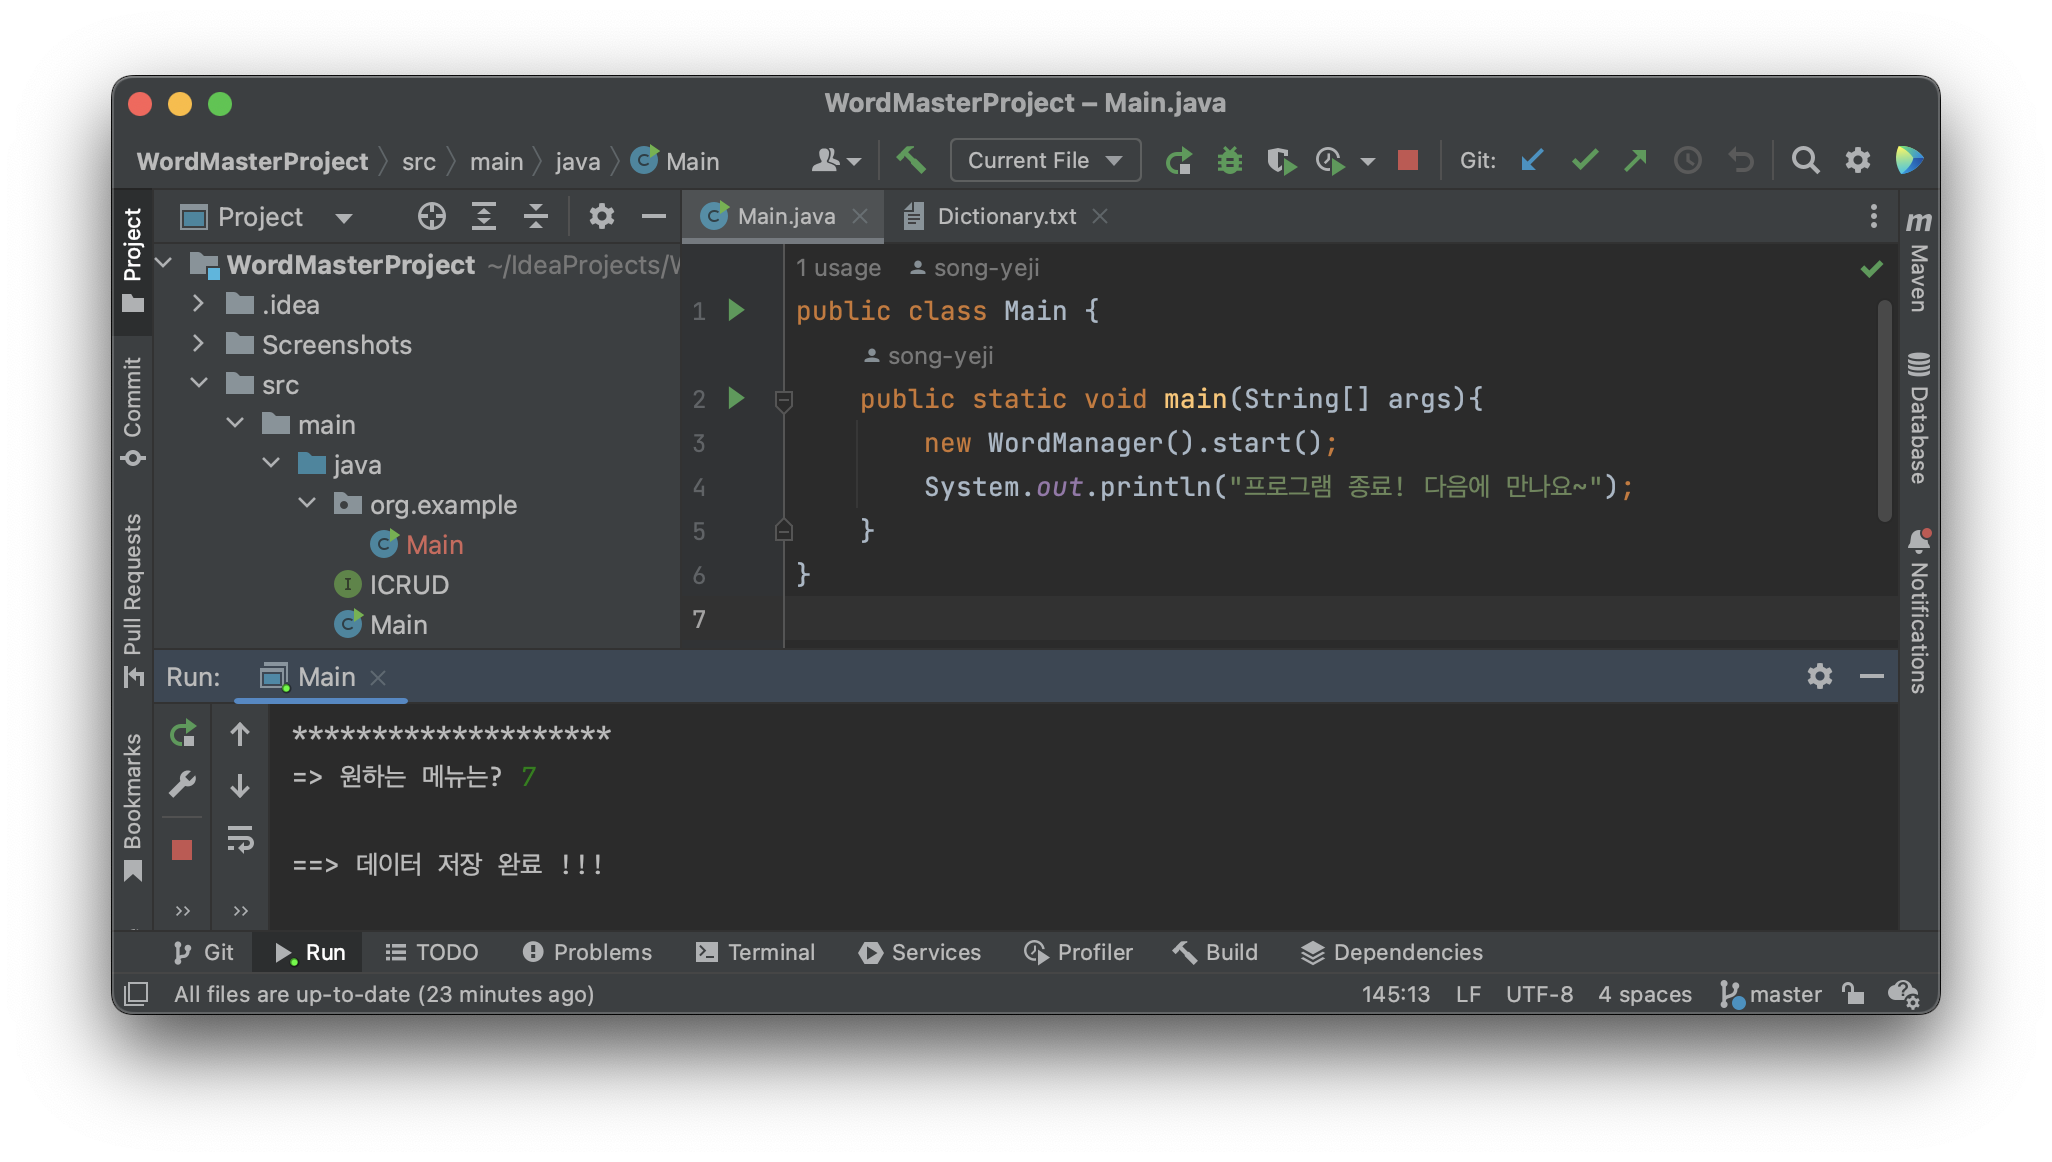 WordMasterProject – Main.java
WordMasterProject src main java Main
Current File
Git:
Project
Main.java
Dictionary.txt
WordMasterProject ~/IdeaProjects/W
.idea
Screenshots
src
main
java
org.example
Main
ICRUD
Main
1 usage song-yeji
1 public class Main {
song-yeji
2 public static void main(String[] args){
3 new WordManager().start();
4 System.out.println("프로그램 종료! 다음에 만나요~");
5 }
6 }
7
Project
Commit
Pull Requests
Bookmarks
m Maven
Database
Notifications
Run: Main
********************
=> 원하는 메뉴는? 7
==> 데이터 저장 완료 !!!
Git Run TODO Problems Terminal Services Profiler Build Dependencies
All files are up-to-date (23 minutes ago) 145:13 LF UTF-8 4 spaces master